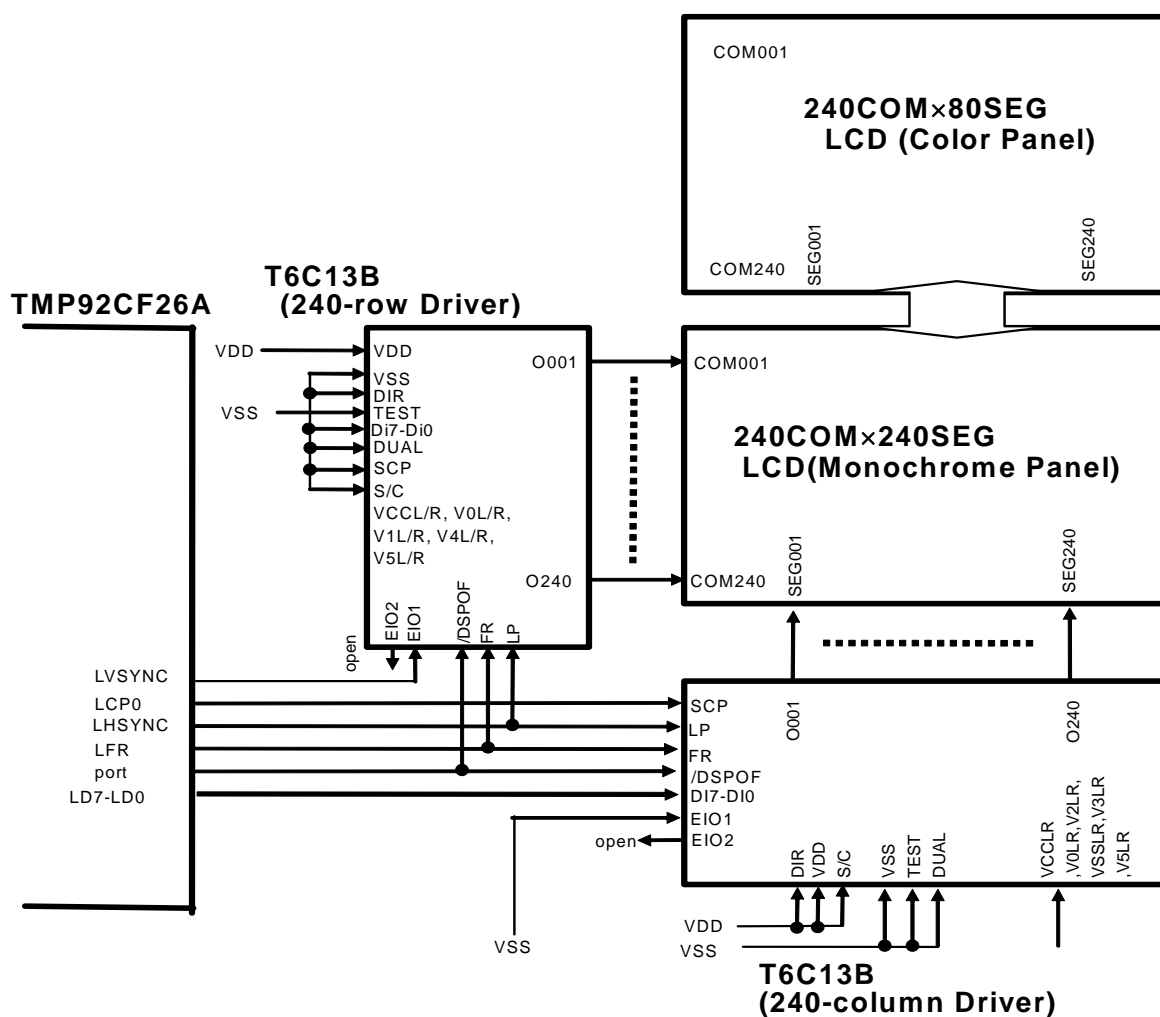 COM001
240COM×80SEG
LCD (Color Panel)
COM240
SEG001
SEG240
TMP92CF26A
T6C13B
(240-row Driver)
VDD
VSS
VDD
VSS
DIR
TEST
Di7-Di0
DUAL
SCP
S/C
VCCL/R, V0L/R,
V1L/R, V4L/R,
V5L/R
O001
O240
open
EIO2
EIO1
/DSPOF
FR
LP
COM001
240COM×240SEG
LCD(Monochrome Panel)
COM240
SEG001
SEG240
LVSYNC
LCP0
LHSYNC
LFR
port
LD7-LD0
SCP
LP
FR
/DSPOF
DI7-DI0
EIO1
EIO2
open
VSS
O001
O240
DIR
VDD
S/C
VSS
TEST
DUAL
VCCLR
,V0LR,V2LR,
VSSLR,V3LR
,V5LR
VDD
VSS
T6C13B
(240-column Driver)